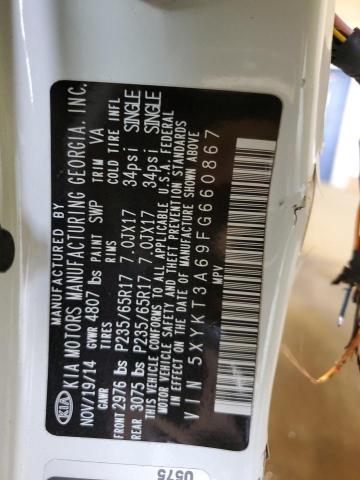 KIA
MANUFACTURED BY
KIA MOTORS MANUFACTURING GEORGIA, INC.
NOV/19/14 GVWR 4807 lbs PAINT SWP TRIM VA
GAWR TIRES RIMS COLD TIRE INFL
FRONT 2976 lbs P235/65R17 7.0JX17 34psi SINGLE
REAR 3075 lbs P235/65R17 7.0JX17 34psi SINGLE
THIS VEHICLE CONFORMS TO ALL APPLICABLE U.S.A. FEDERAL
VEHICLE SAFETY AND THEFT PREVENTION STANDARDS
IN EFFECT ON THE DATE OF MANUFACTURE SHOWN ABOVE
VIN 5XYKT3A69FG660867
MPV
0575